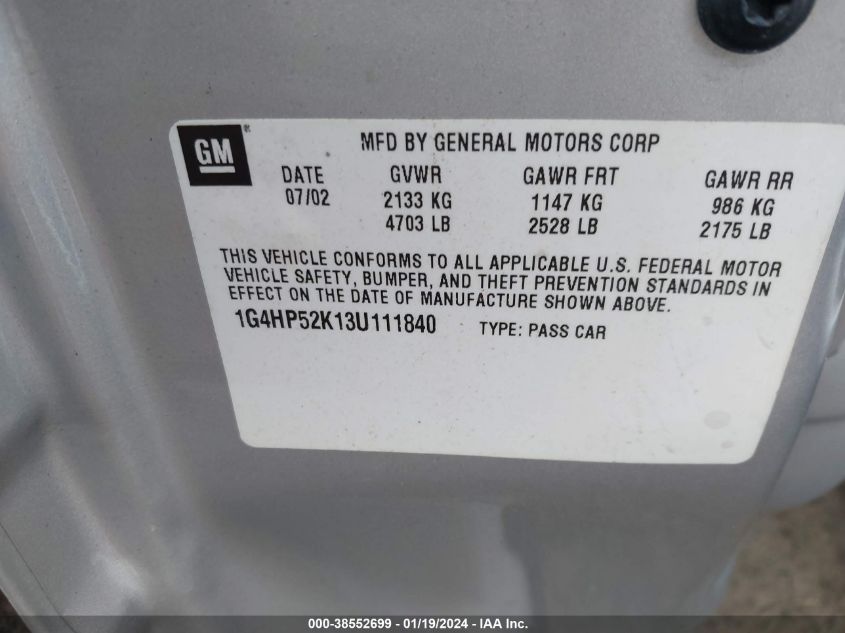 GM
®
MFD BY GENERAL MOTORS CORP
DATE GVWR GAWR FRT GAWR RR
07/02 2133 KG 1147 KG 986 KG
4703 LB 2528 LB 2175 LB
THIS VEHICLE CONFORMS TO ALL APPLICABLE U.S. FEDERAL MOTOR
VEHICLE SAFETY, BUMPER, AND THEFT PREVENTION STANDARDS IN
EFFECT ON THE DATE OF MANUFACTURE SHOWN ABOVE.
1G4HP52K13U111840 TYPE: PASS CAR
000-38552699 - 01/19/2024 - IAA Inc.